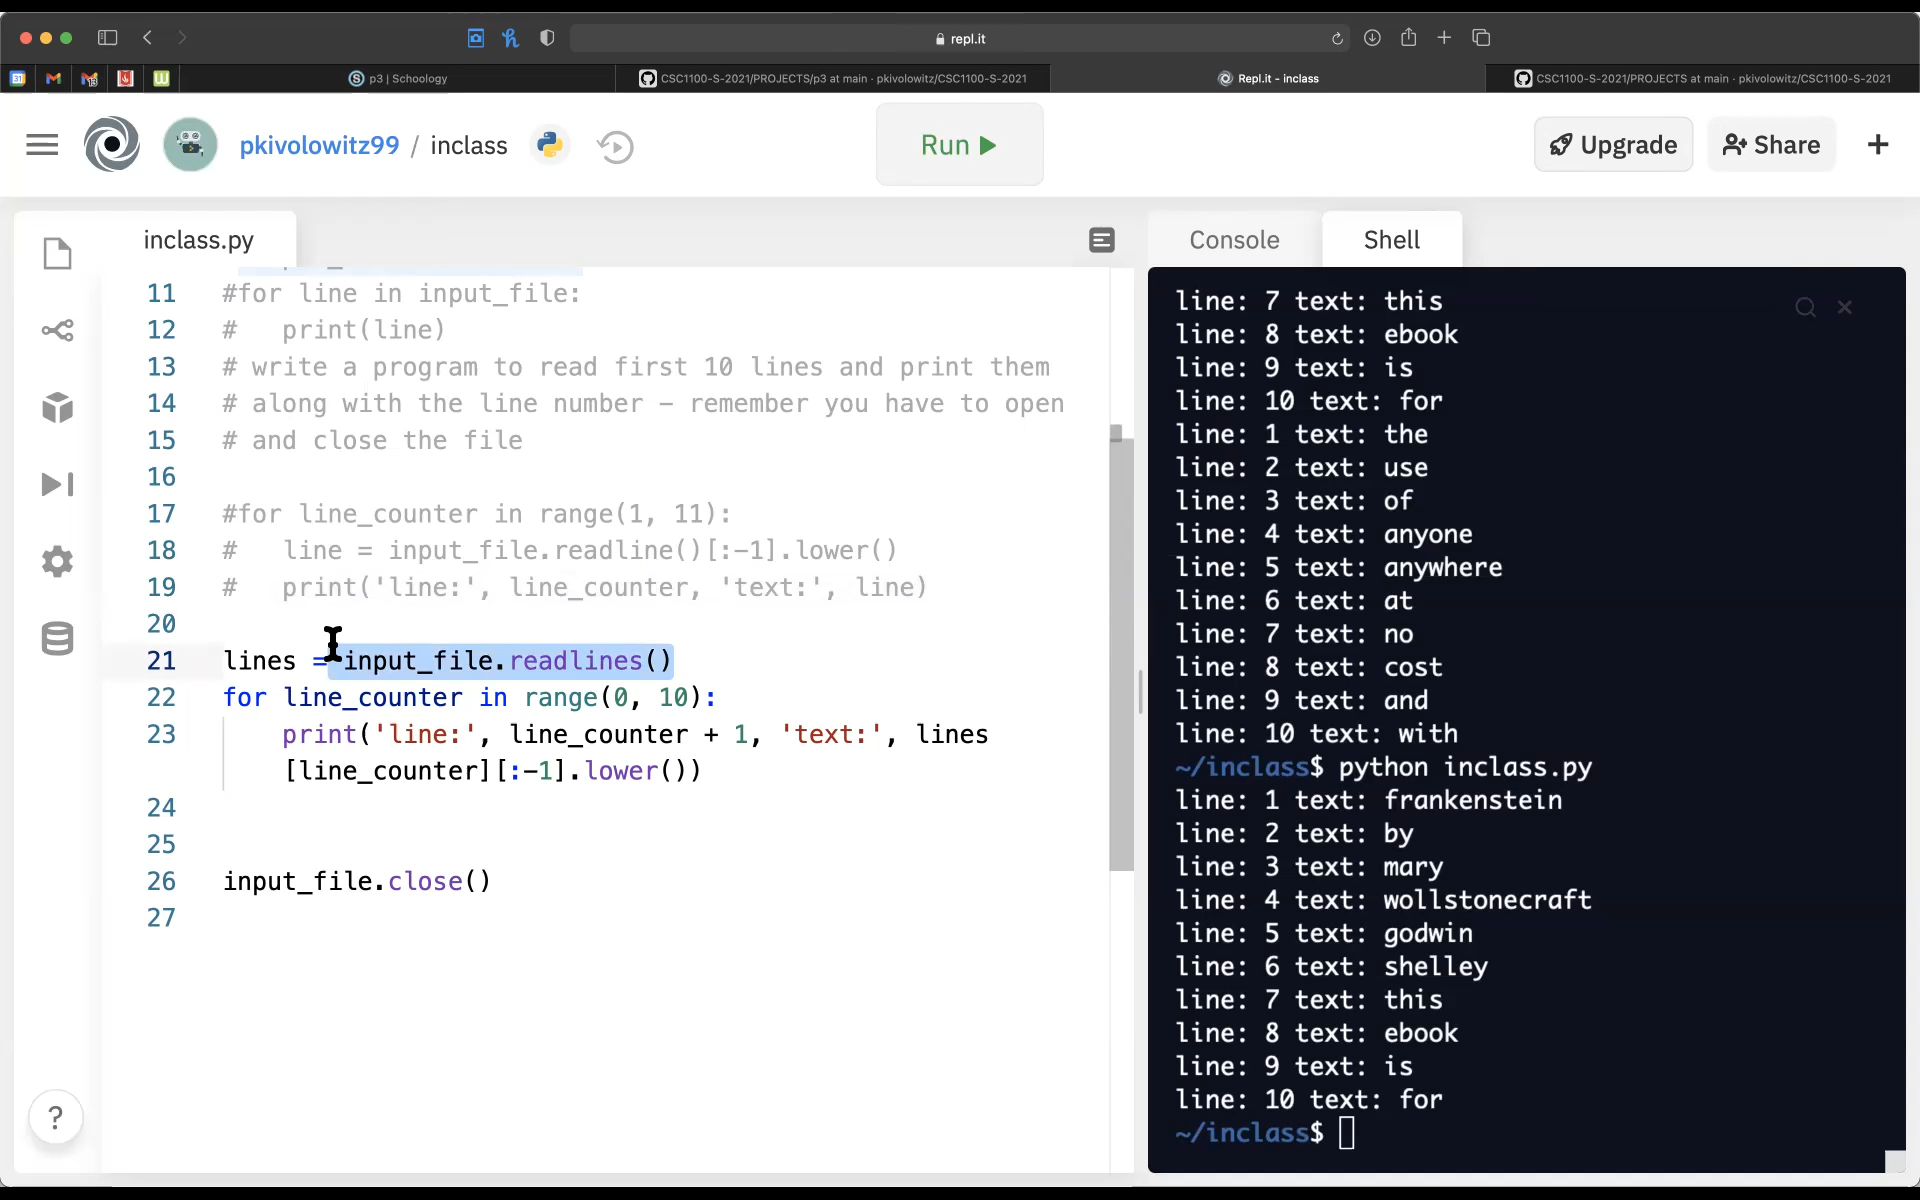 repl.it
p3 | Schoology
CSC1100-S-2021/PROJECTS/p3 at main · pkivolowitz/CSC1100-S-2021
Repl.it - inclass
CSC1100-S-2021/PROJECTS at main · pkivolowitz/CSC1100-S-2021
pkivolowitz99 / inclass
Run
Upgrade
Share
inclass.py
11 #for line in input_file:
12 #   print(line)
13 # write a program to read first 10 lines and print them
14 # along with the line number – remember you have to open
15 # and close the file
16
17 #for line_counter in range(1, 11):
18 #   line = input_file.readline()[:-1].lower()
19 #   print('line:', line_counter, 'text:', line)
20
21 lines = input_file.readlines()
22 for line_counter in range(0, 10):
23     print('line:', line_counter + 1, 'text:', lines
[line_counter][:-1].lower())
24
25
26 input_file.close()
27
?
Console
Shell
line: 7 text: this
line: 8 text: ebook
line: 9 text: is
line: 10 text: for
line: 1 text: the
line: 2 text: use
line: 3 text: of
line: 4 text: anyone
line: 5 text: anywhere
line: 6 text: at
line: 7 text: no
line: 8 text: cost
line: 9 text: and
line: 10 text: with
~/inclass$ python inclass.py
line: 1 text: frankenstein
line: 2 text: by
line: 3 text: mary
line: 4 text: wollstonecraft
line: 5 text: godwin
line: 6 text: shelley
line: 7 text: this
line: 8 text: ebook
line: 9 text: is
line: 10 text: for
~/inclass$